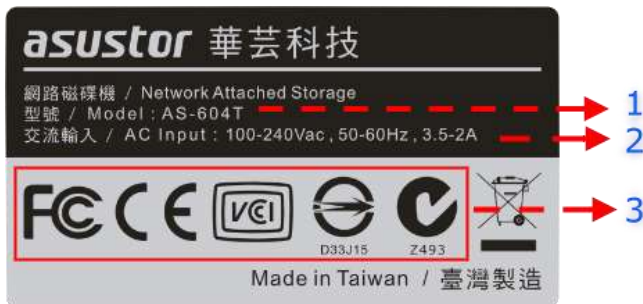 asustor 華芸科技
網路磁碟機 / Network Attached Storage
型號 / Model : AS-604T
1
交流輸入 / AC Input : 100-240Vac , 50-60Hz , 3.5-2A
2
FC CE VCI
D33J15 Z493
3
Made in Taiwan / 臺灣製造